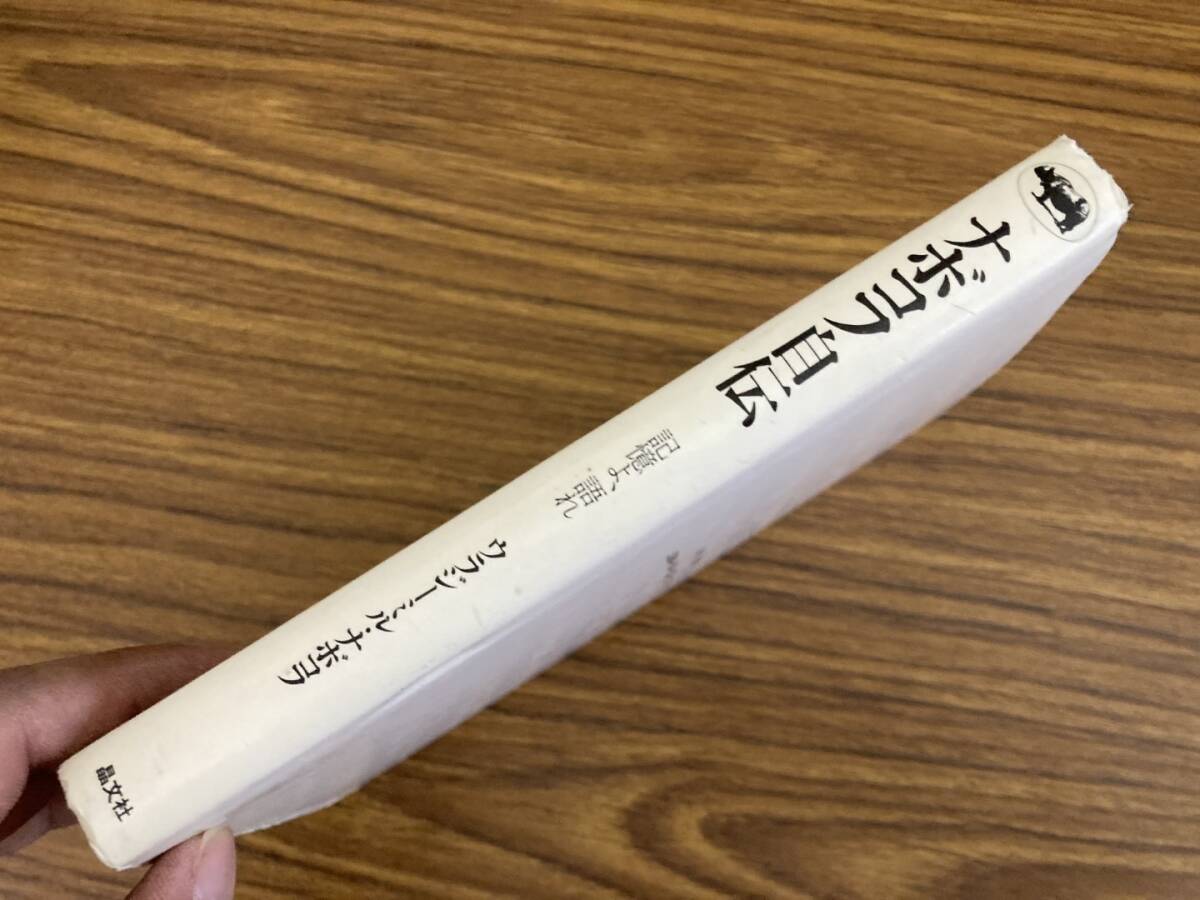 ナボコフ自伝
記憶よ、語れ
ウラジーミル・ナボコフ
晶文社